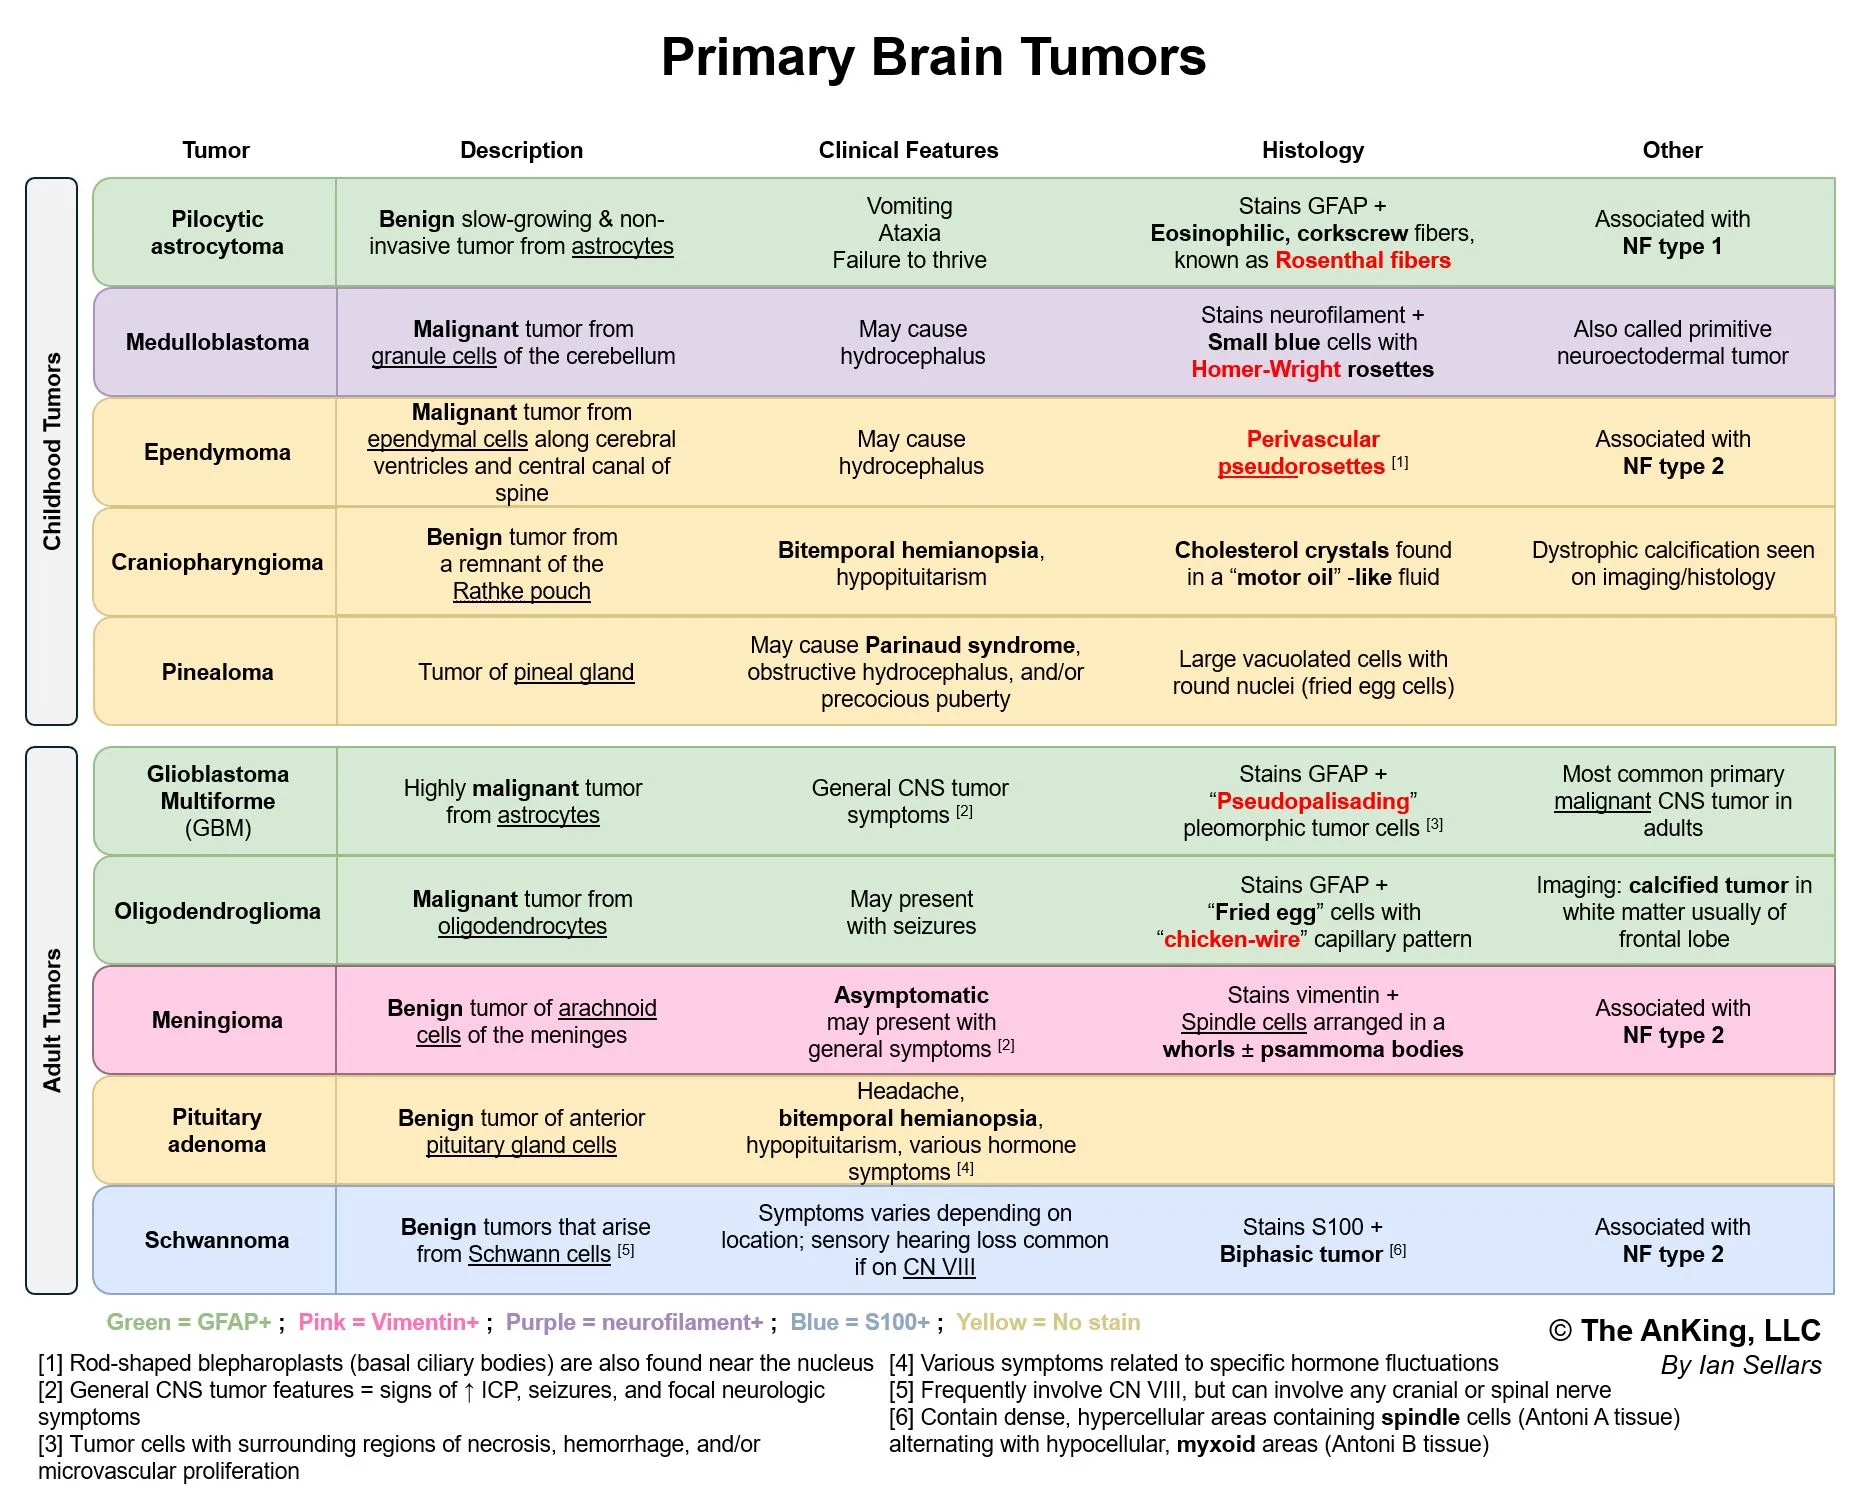 Primary Brain Tumors
Tumor
Description
Clinical Features
Histology
Other
Childhood Tumors
Pilocytic
astrocytoma
Benign slow-growing & non-
invasive tumor from astrocytes
Vomiting
Ataxia
Failure to thrive
Stains GFAP +
Eosinophilic, corkscrew fibers,
known as Rosenthal fibers
Associated with
NF type 1
Medulloblastoma
Malignant tumor from
granule cells of the cerebellum
May cause
hydrocephalus
Stains neurofilament +
Small blue cells with
Homer-Wright rosettes
Also called primitive
neuroectodermal tumor
Ependymoma
Malignant tumor from
ependymal cells along cerebral
ventricles and central canal of
spine
May cause
hydrocephalus
Perivascular
pseudorosettes [1]
Associated with
NF type 2
Craniopharyngioma
Benign tumor from
a remnant of the
Rathke pouch
Bitemporal hemianopsia,
hypopituitarism
Cholesterol crystals found
in a “motor oil” -like fluid
Dystrophic calcification seen
on imaging/histology
Pinealoma
Tumor of pineal gland
May cause Parinaud syndrome,
obstructive hydrocephalus, and/or
precocious puberty
Large vacuolated cells with
round nuclei (fried egg cells)
Adult Tumors
Glioblastoma
Multiforme
(GBM)
Highly malignant tumor
from astrocytes
General CNS tumor
symptoms [2]
Stains GFAP +
“Pseudopalisading”
pleomorphic tumor cells [3]
Most common primary
malignant CNS tumor in
adults
Oligodendroglioma
Malignant tumor from
oligodendrocytes
May present
with seizures
Stains GFAP +
“Fried egg” cells with
“chicken-wire” capillary pattern
Imaging: calcified tumor in
white matter usually of
frontal lobe
Meningioma
Benign tumor of arachnoid
cells of the meninges
Asymptomatic
may present with
general symptoms [2]
Stains vimentin +
Spindle cells arranged in a
whorls ± psammoma bodies
Associated with
NF type 2
Pituitary
adenoma
Benign tumor of anterior
pituitary gland cells
Headache,
bitemporal hemianopsia,
hypopituitarism, various hormone
symptoms [4]
Schwannoma
Benign tumors that arise
from Schwann cells [5]
Symptoms varies depending on
location; sensory hearing loss common
if on CN VIII
Stains S100 +
Biphasic tumor [6]
Associated with
NF type 2
Green = GFAP+ ; Pink = Vimentin+ ; Purple = neurofilament+ ; Blue = S100+ ; Yellow = No stain
© The AnKing, LLC
By Ian Sellars
[1] Rod-shaped blepharoplasts (basal ciliary bodies) are also found near the nucleus
[2] General CNS tumor features = signs of ↑ ICP, seizures, and focal neurologic
symptoms
[3] Tumor cells with surrounding regions of necrosis, hemorrhage, and/or
microvascular proliferation
[4] Various symptoms related to specific hormone fluctuations
[5] Frequently involve CN VIII, but can involve any cranial or spinal nerve
[6] Contain dense, hypercellular areas containing spindle cells (Antoni A tissue)
alternating with hypocellular, myxoid areas (Antoni B tissue)